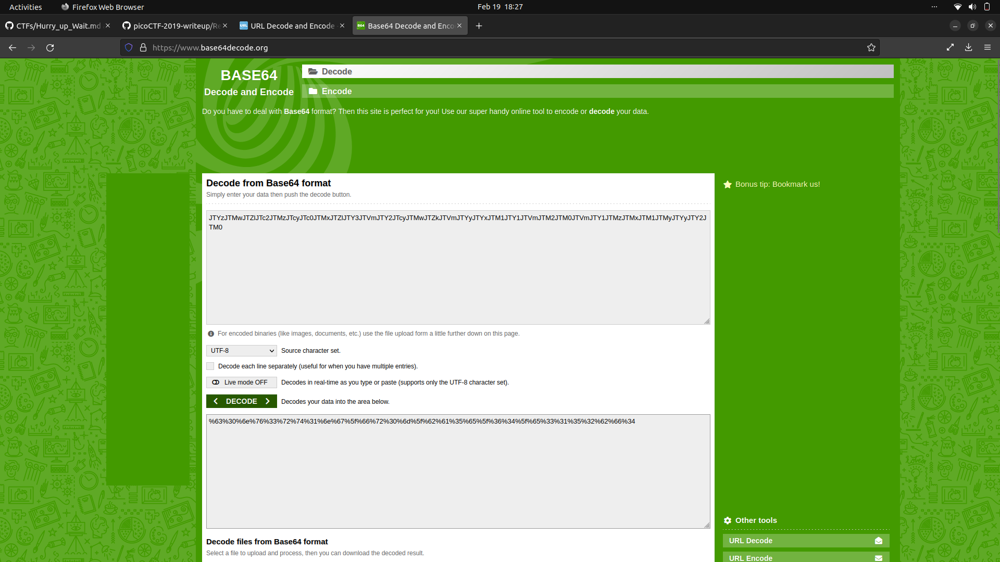 Activities
Firefox Web Browser
Feb 19 18:27
CTFs/Hurry_up_Wait.md
picoCTF-2019-writeup/Re
URL Decode and Encode
Base64 Decode and Enco
https://www.base64decode.org
BASE64
Decode and Encode
Decode
Encode
Do you have to deal with Base64 format? Then this site is perfect for you! Use our super handy online tool to encode or decode your data.
Decode from Base64 format
Simply enter your data then push the decode button.
Bonus tip: Bookmark us!
JTYzJTMwJTZlJTc2JTMzJTcyJTc0JTMxJTZlJTY3JTVmJTY2JTcyJTMwJTZkJTVmJTYyJTYxJTM1JTY1JTVmJTM2JTM0JTVmJTY1JTMzJTMxJTM1JTMyJTYyJTY2J
TM0
For encoded binaries (like images, documents, etc.) use the file upload form a little further down on this page.
UTF-8
Source character set.
Decode each line separately (useful for when you have multiple entries).
Live mode OFF
Decodes in real-time as you type or paste (supports only the UTF-8 character set).
DECODE
Decodes your data into the area below.
%63%30%6e%76%33%72%74%31%6e%67%5f%66%72%30%6d%5f%62%61%35%65%5f%36%34%5f%65%33%31%35%32%62%66%34
Other tools
URL Decode
URL Encode
Decode files from Base64 format
Select a file to upload and process, then you can download the decoded result.